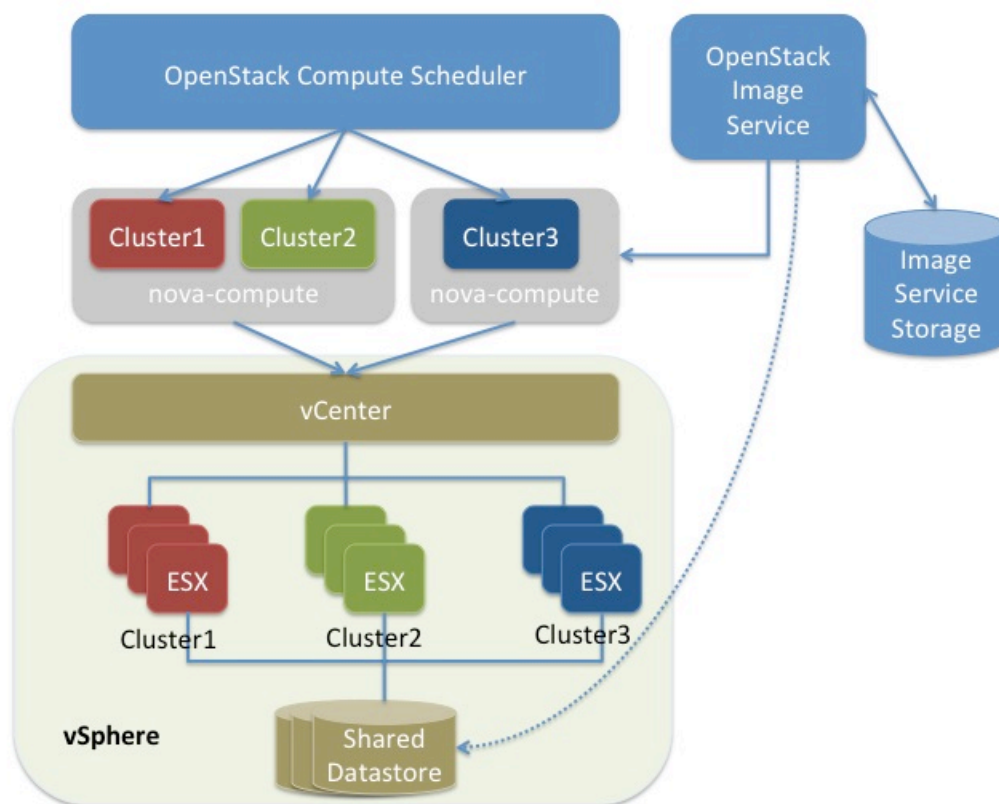 OpenStack Compute Scheduler
OpenStack
Image
Service
Cluster1
Cluster2
Cluster3
nova-compute
nova-compute
Image
Service
Storage
vCenter
ESX
ESX
ESX
Cluster1
Cluster2
Cluster3
vSphere
Shared
Datastore